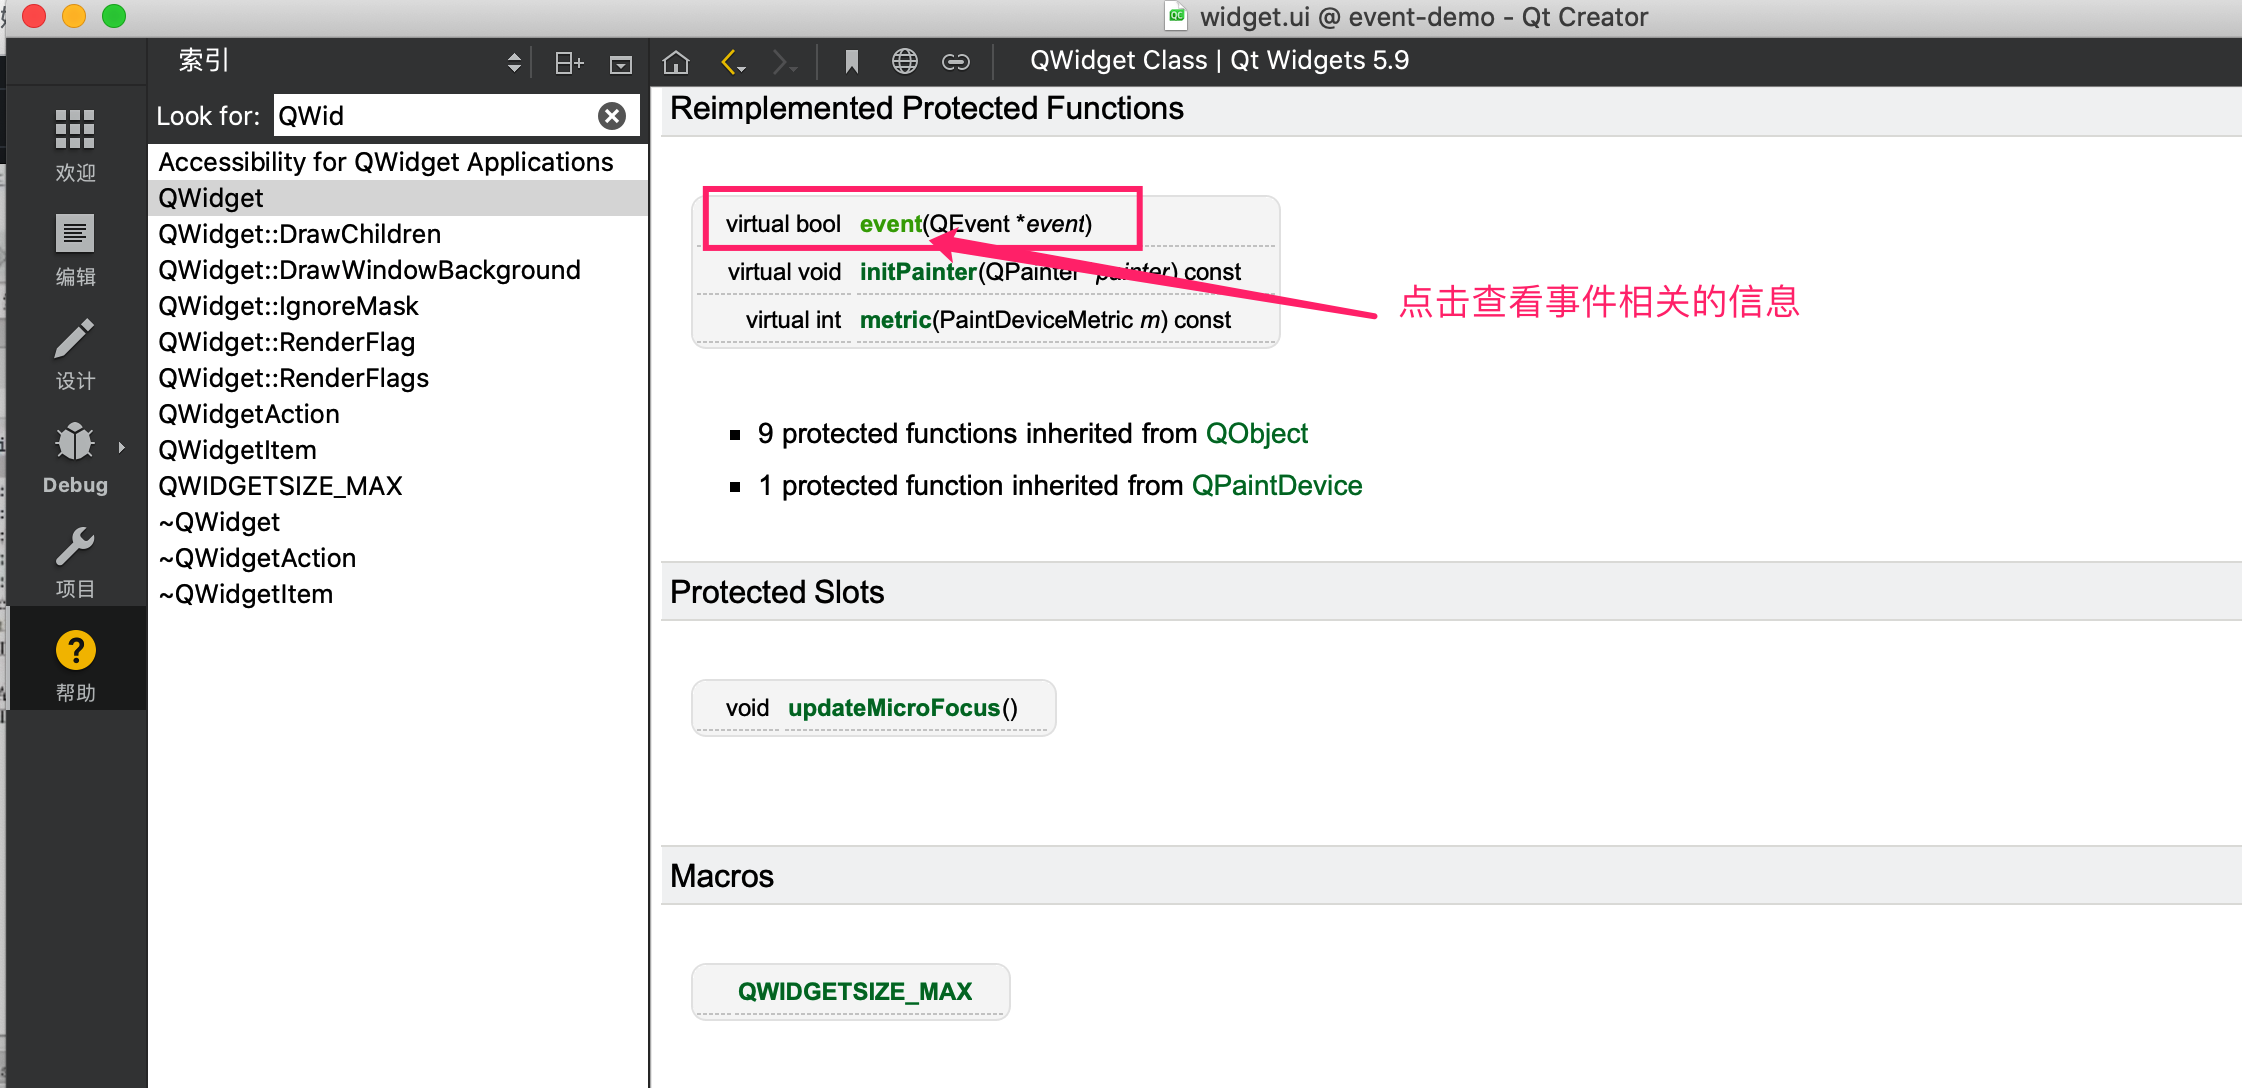 widget.ui @ event-demo - Qt Creator
索引
QWidget Class | Qt Widgets 5.9
Look for: QWid
欢迎
编辑
设计
Debug
项目
帮助
Accessibility for QWidget Applications
QWidget
QWidget::DrawChildren
QWidget::DrawWindowBackground
QWidget::IgnoreMask
QWidget::RenderFlag
QWidget::RenderFlags
QWidgetAction
QWidgetItem
QWIDGETSIZE_MAX
~QWidget
~QWidgetAction
~QWidgetItem
Reimplemented Protected Functions
virtual bool event(QEvent *event)
virtual void initPainter(QPainter *painter) const
virtual int metric(PaintDeviceMetric m) const
点击查看事件相关的信息
9 protected functions inherited from QObject
1 protected function inherited from QPaintDevice
Protected Slots
void updateMicroFocus()
Macros
QWIDGETSIZE_MAX